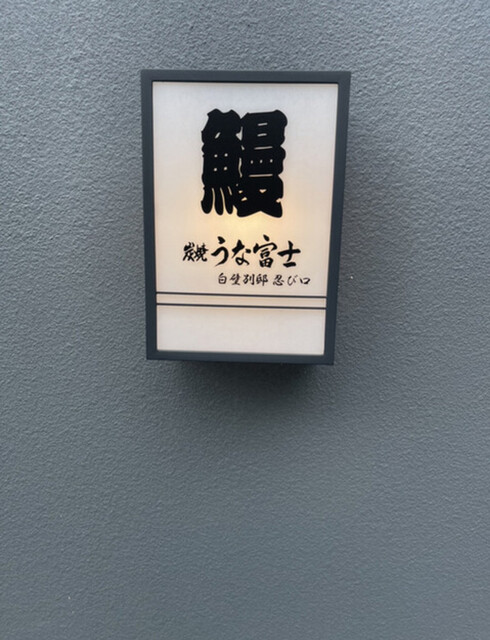 鰻
炭焼 うな富士
白壁別邸 忍び口